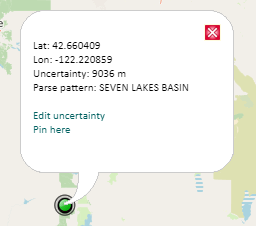 Lat: 42.660409
Lon: -122.220859
Uncertainty: 9036 m
Parse pattern: SEVEN LAKES BASIN
Edit uncertainty
Pin here